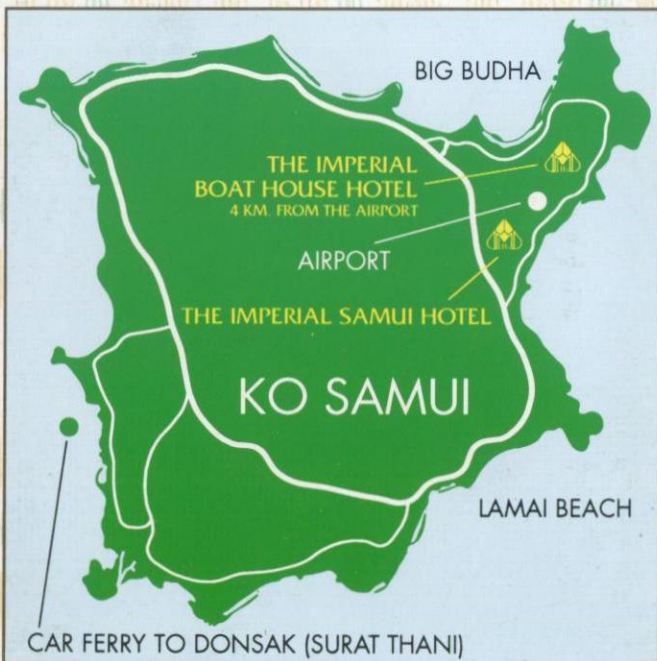 BIG BUDHA
THE IMPERIAL
BOAT HOUSE HOTEL
4 KM. FROM THE AIRPORT
AIRPORT
THE IMPERIAL SAMUI HOTEL
KO SAMUI
LAMAI BEACH
CAR FERRY TO DONSAK (SURAT THANI)